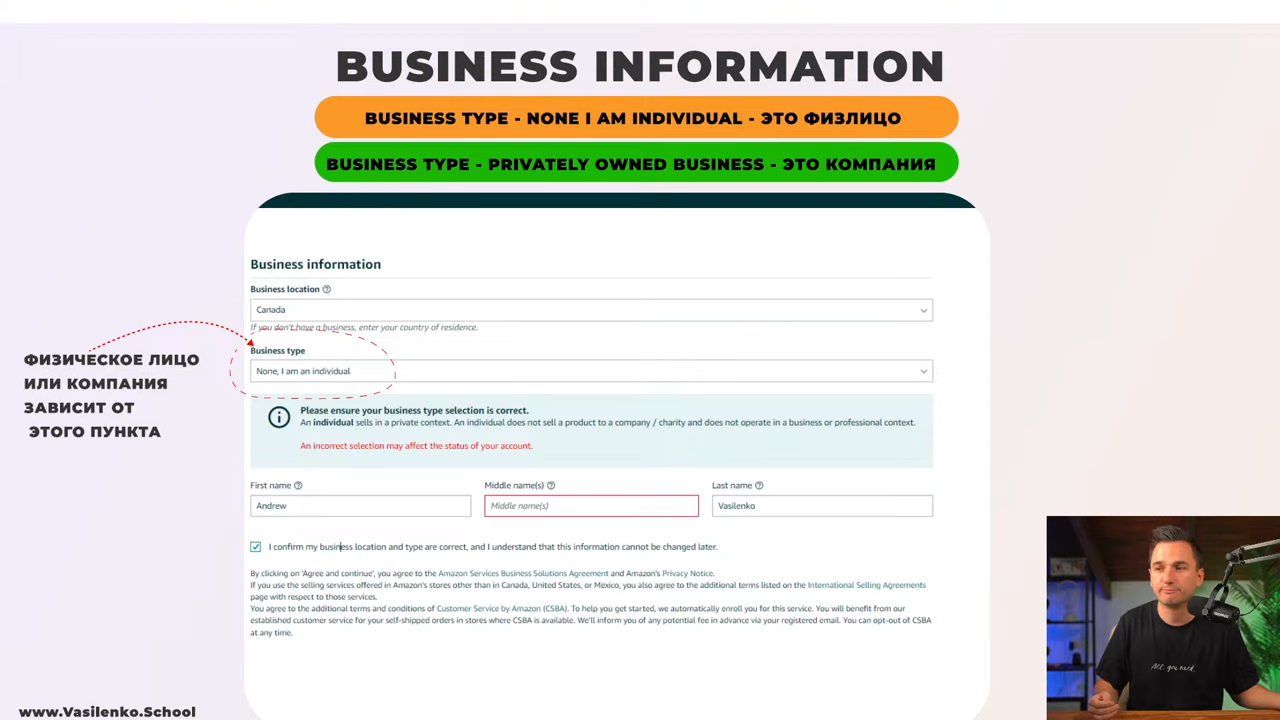 BUSINESS INFORMATION
BUSINESS TYPE - NONE I AM INDIVIDUAL - ЭТО ФИЗЛИЦО
BUSINESS TYPE - PRIVATELY OWNED BUSINESS - ЭТО КОМПАНИЯ
Business information
Business location
Canada
If you don't have a business, enter your country of residence.
ФИЗИЧЕСКОЕ ЛИЦО
ИЛИ КОМПАНИЯ
ЗАВИСИТ ОТ
ЭТОГО ПУНКТА
Business type
None, I am an individual
Please ensure your business type selection is correct.
An individual sells in a private context. An individual does not sell a product to a company / charity and does not operate in a business or professional context.
An incorrect selection may affect the status of your account.
First name Middle name(s) Last name
Andrew Middle name(s) Vasilenko
I confirm my business location and type are correct, and I understand that this information cannot be changed later.
By clicking on 'Agree and continue', you agree the Amazon Services Business Solutions Agreement and Amazon's Privacy Notice.
If you use the selling services offered in Amazon's stores other than in Canada, United States, or Mexico, you also agree to the additional terms listed on the International Selling Agreements
page with respect to those services.
You agree to the additional terms and conditions of Customer Service by Amazon (CSBA). To help you get started, we automatically enroll you for this service. You will benefit from our
established customer service for your self-shipped orders in stores where CSBA is available. We'll inform you of any potential fee in advance via your registered email. You can opt-out of CSBA
at any time.
All you need.
www.Vasilenko.School